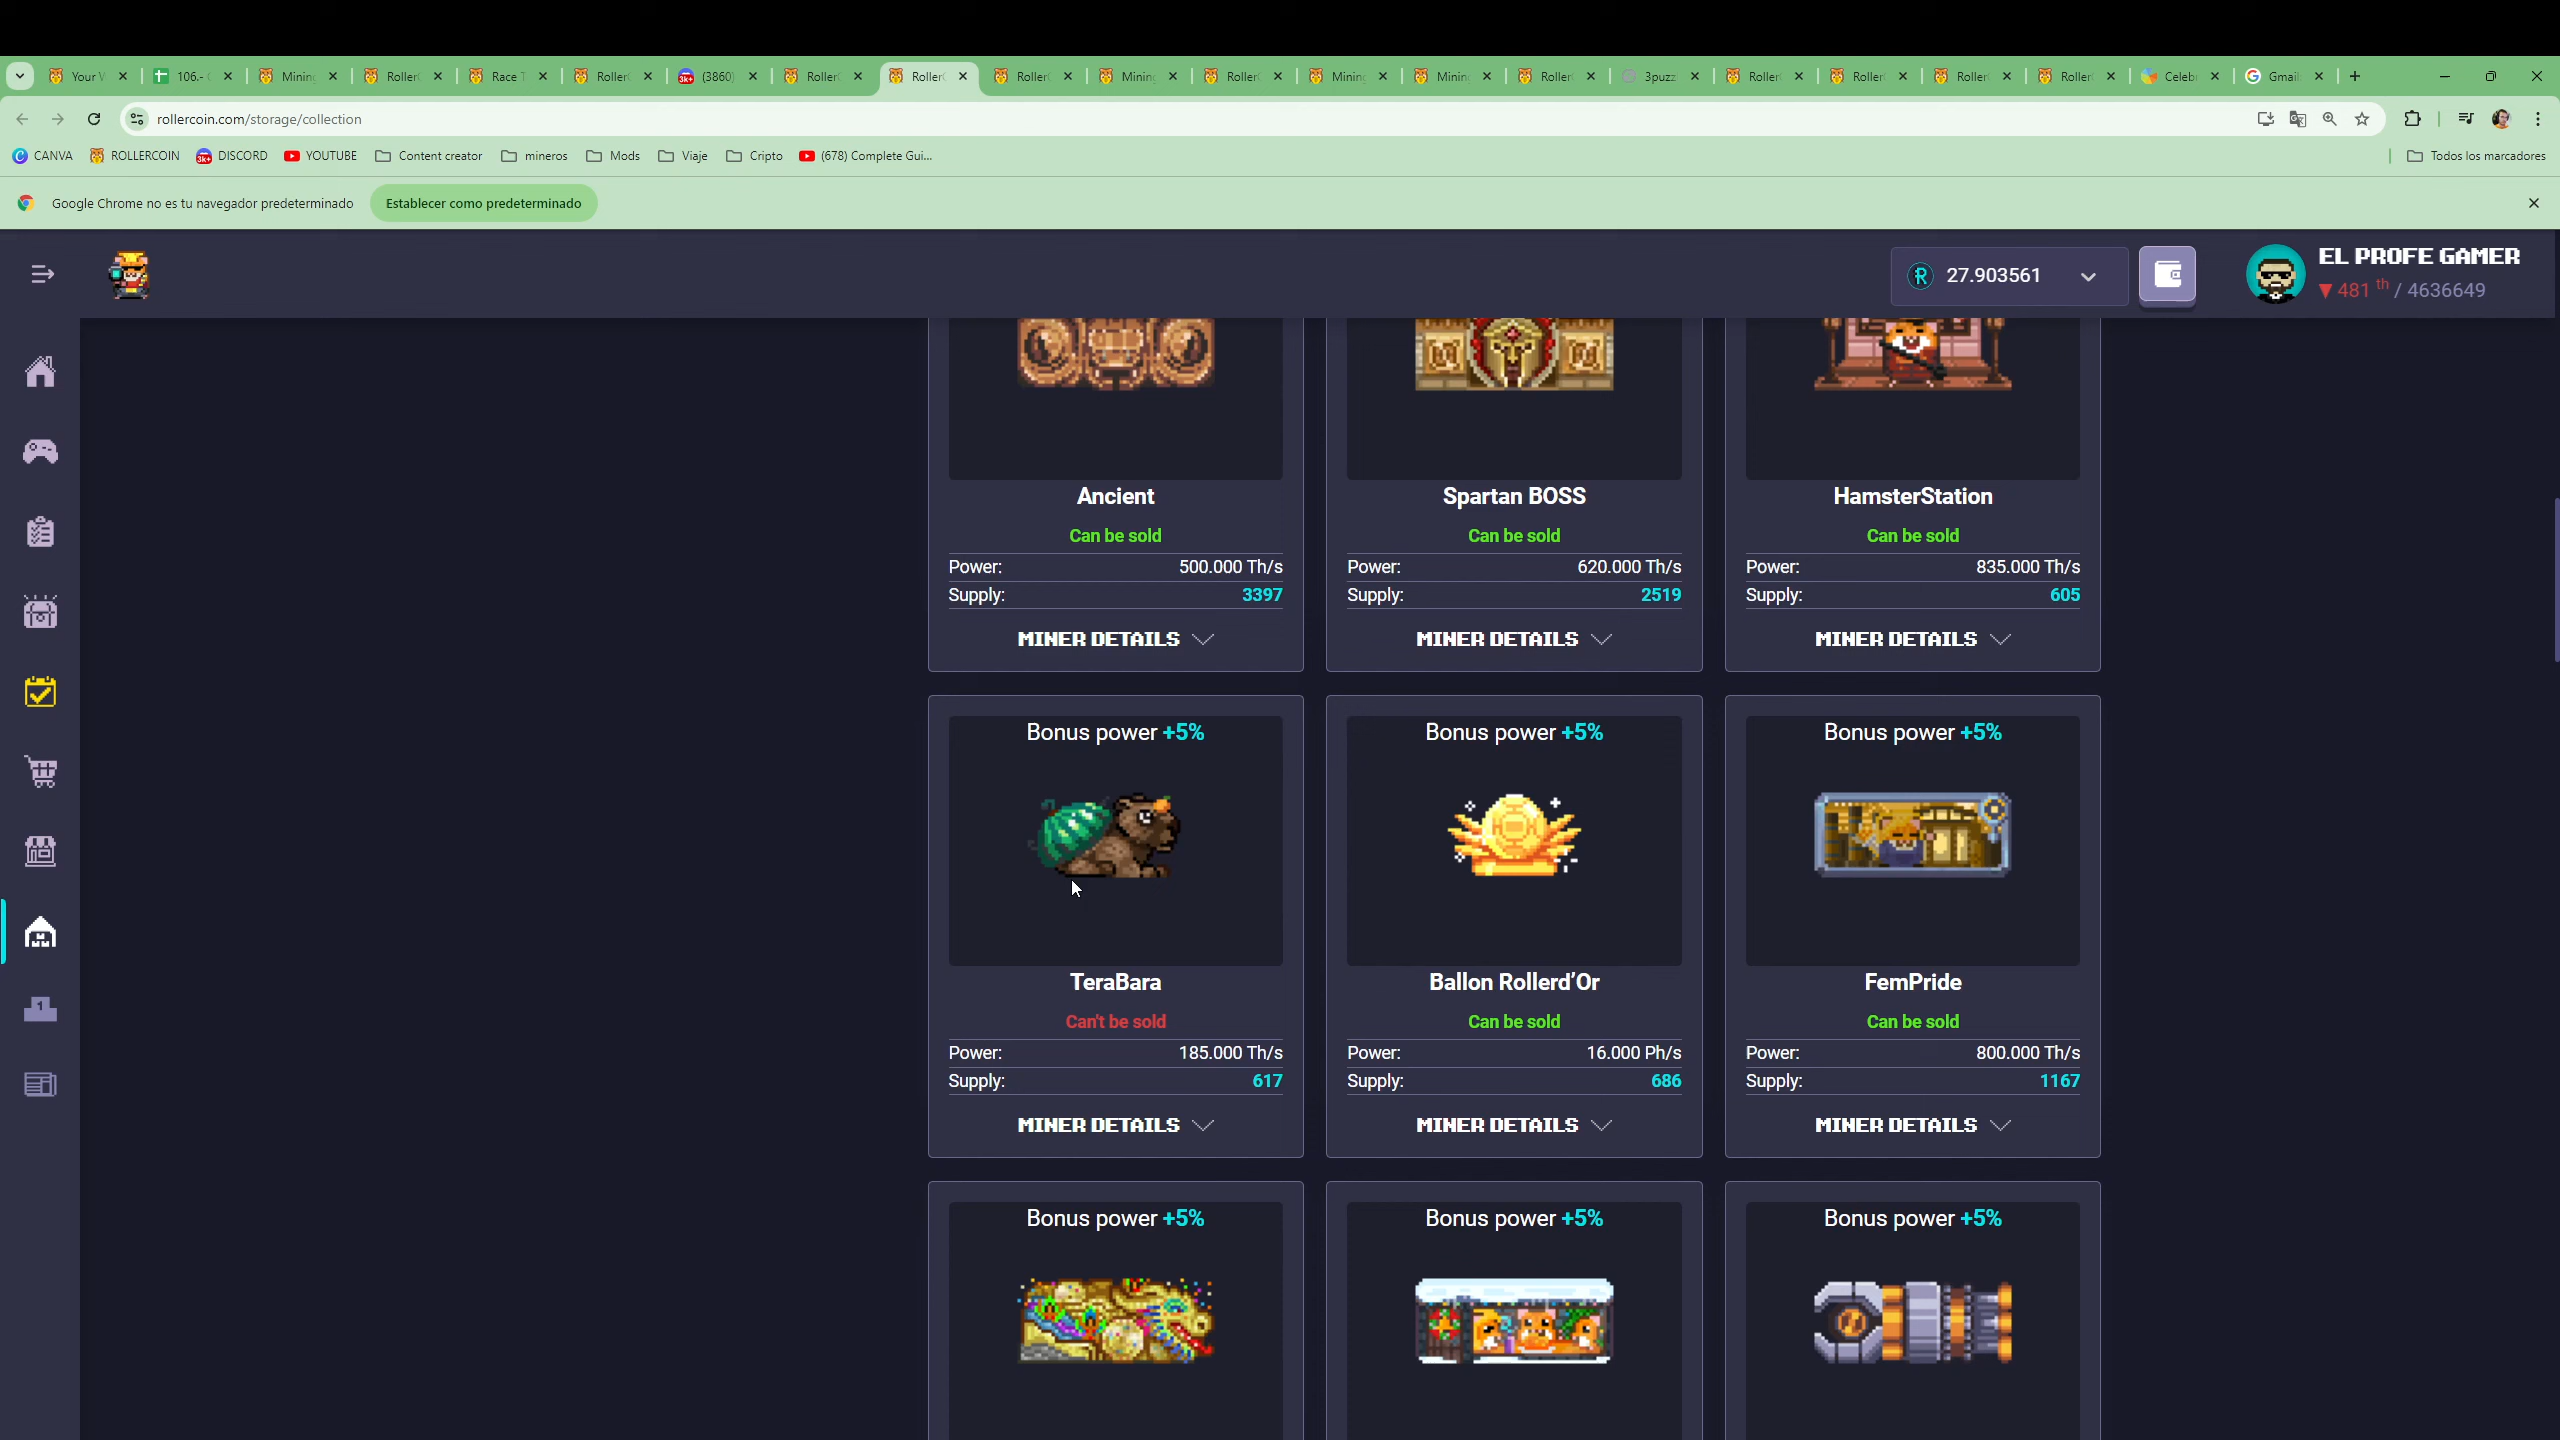 Your V
106.-
Mining
Roller
Race T
Roller
(3860)
Roller
Roller
Roller
Mining
Roller
Mining
Mining
Roller
3puzz
Roller
Roller
Roller
Roller
Celebr
Gmail
rollercoin.com/storage/collection
CANVA
ROLLERCOIN
DISCORD
YOUTUBE
Content creator
mineros
Mods
Viaje
Cripto
(678) Complete Gui...
Todos los marcadores
Google Chrome no es tu navegador predeterminado
Establecer como predeterminado
27.903561
EL PROFE GAMER
481 th / 4636649
Ancient
Can be sold
Power: 500.000 Th/s
Supply: 3397
MINER DETAILS
Spartan BOSS
Can be sold
Power: 620.000 Th/s
Supply: 2519
MINER DETAILS
HamsterStation
Can be sold
Power: 835.000 Th/s
Supply: 605
MINER DETAILS
Bonus power +5%
TeraBara
Can't be sold
Power: 185.000 Th/s
Supply: 617
MINER DETAILS
Bonus power +5%
Ballon Rollerd’Or
Can be sold
Power: 16.000 Ph/s
Supply: 686
MINER DETAILS
Bonus power +5%
FemPride
Can be sold
Power: 800.000 Th/s
Supply: 1167
MINER DETAILS
Bonus power +5%
Bonus power +5%
Bonus power +5%